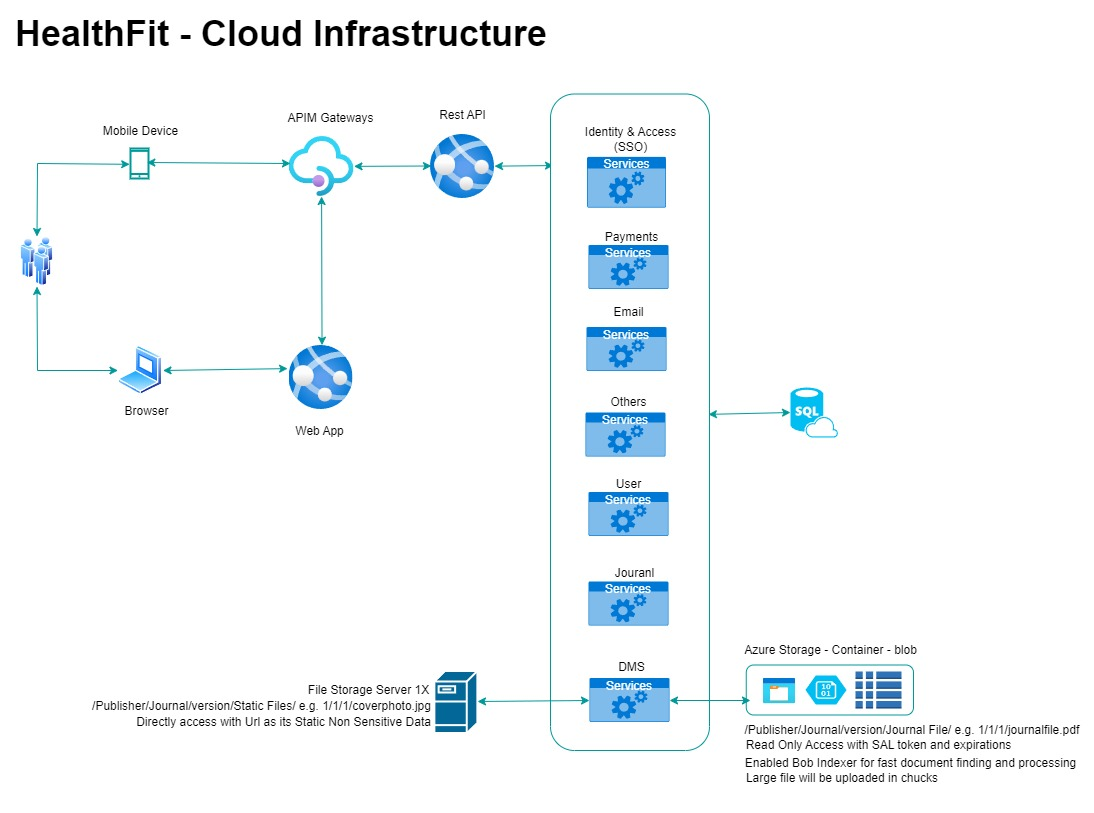 HealthFit - Cloud Infrastructure
Mobile Device
APIM Gateways
Rest API
Browser
Web App
Identity & Access
(SSO)
Services
Payments
Services
Email
Services
Others
Services
User
Services
Jouranl
Services
DMS
Services
SQL
File Storage Server 1X
/Publisher/Journal/version/Static Files/ e.g. 1/1/1/coverphoto.jpg
Directly access with Url as its Static Non Sensitive Data
Azure Storage - Container - blob
10
01
/Publisher/Journal/version/Journal File/ e.g. 1/1/1/journalfile.pdf
Read Only Access with SAL token and expirations
Enabled Bob Indexer for fast document finding and processing
Large file will be uploaded in chucks